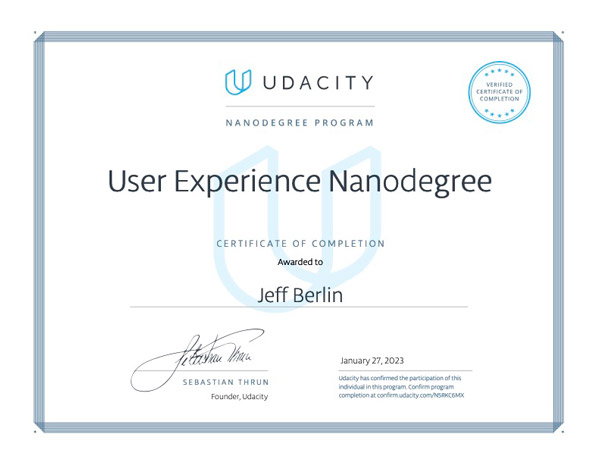 UDACITY
VERIFIED
CERTIFICATE OF
COMPLETION
NANODEGREE PROGRAM
User Experience Nanodegree
CERTIFICATE OF COMPLETION
Awarded to
Jeff Berlin
Sebastian Thrun
SEBASTIAN THRUN
Founder, Udacity
January 27, 2023
Udacity has confirmed the participation of this
individual in this program. Confirm program
completion at confirm.udacity.com/N5RKC6MX